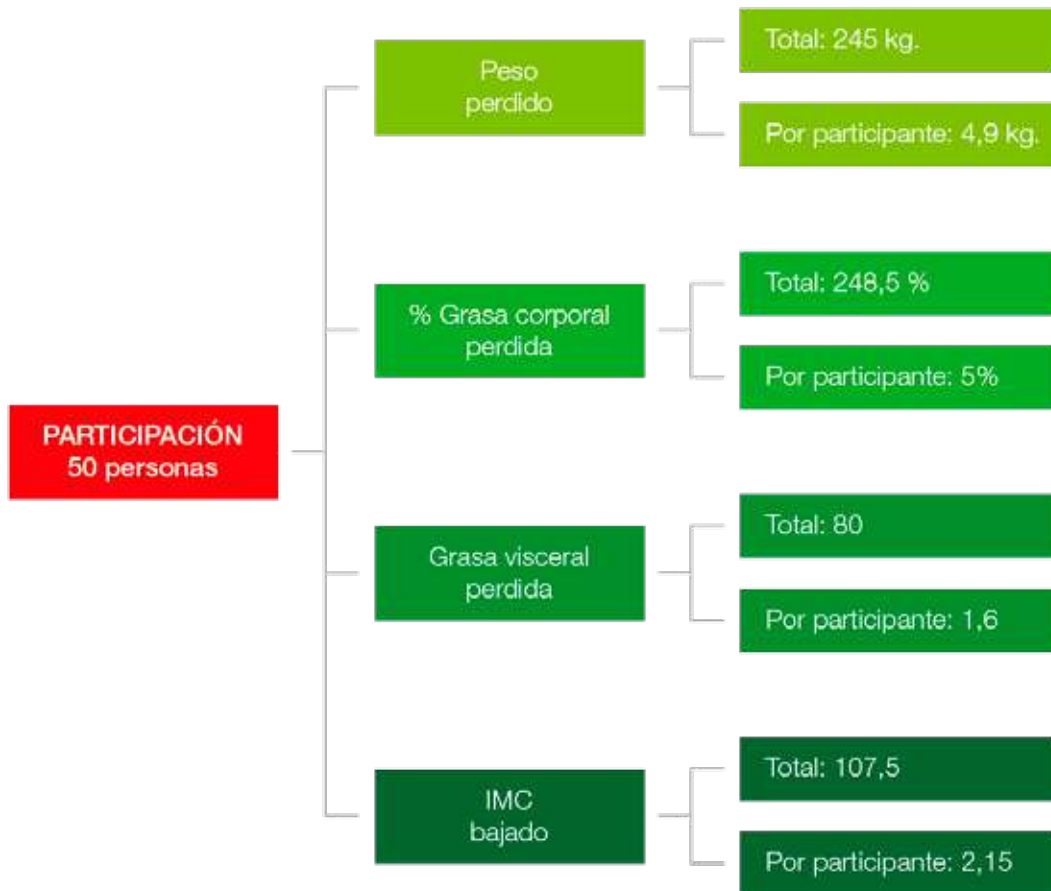 Peso
perdido
Total: 245 kg.
Por participante: 4,9 kg.
% Grasa corporal
perdida
Total: 248,5 %
Por participante: 5%
PARTICIPACIÓN
50 personas
Grasa visceral
perdida
Total: 80
Por participante: 1,6
IMC
bajado
Total: 107,5
Por participante: 2,15